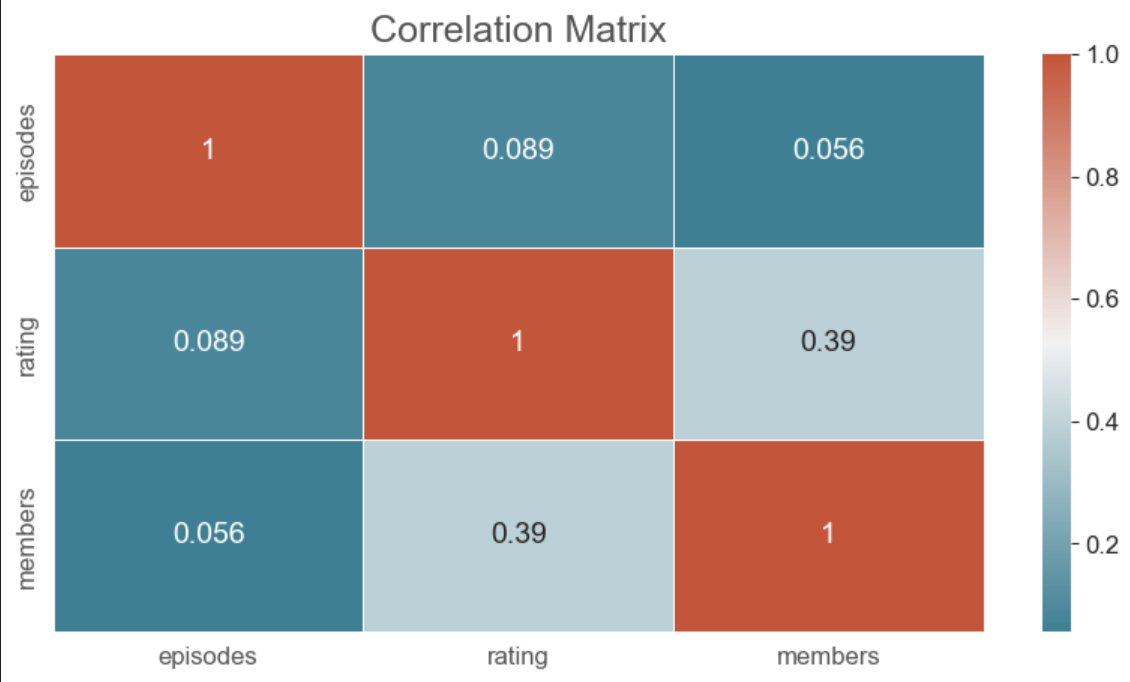 Correlation Matrix
episodes
1
0.089
0.056
rating
0.089
1
0.39
members
0.056
0.39
1
episodes
rating
members
1.0
0.8
0.6
0.4
0.2